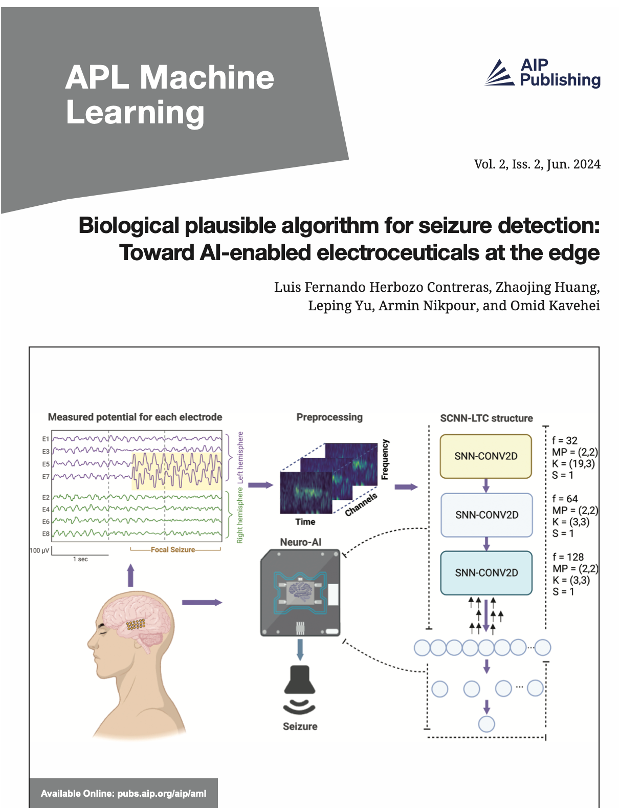 APL Machine
Learning
AIP
Publishing
Vol. 2, Iss. 2, Jun. 2024
Biological plausible algorithm for seizure detection:
Toward AI-enabled electroceuticals at the edge
Luis Fernando Herbozo Contreras, Zhaojing Huang,
Leping Yu, Armin Nikpour, and Omid Kavehei
Measured potential for each electrode
E1
E3
E5
E7
Left hemisphere
E2
E4
E6
E8
Right hemisphere
100 µV
1 sec
Focal Seizure
Preprocessing
Frequency
Channels
Time
Neuro-AI
Seizure
SCNN-LTC structure
SNN-CONV2D
f = 32
MP = (2,2)
K = (19,3)
S = 1
SNN-CONV2D
f = 64
MP = (2,2)
K = (3,3)
S = 1
SNN-CONV2D
f = 128
MP = (2,2)
K = (3,3)
S = 1
Available Online: pubs.aip.org/aip/aml